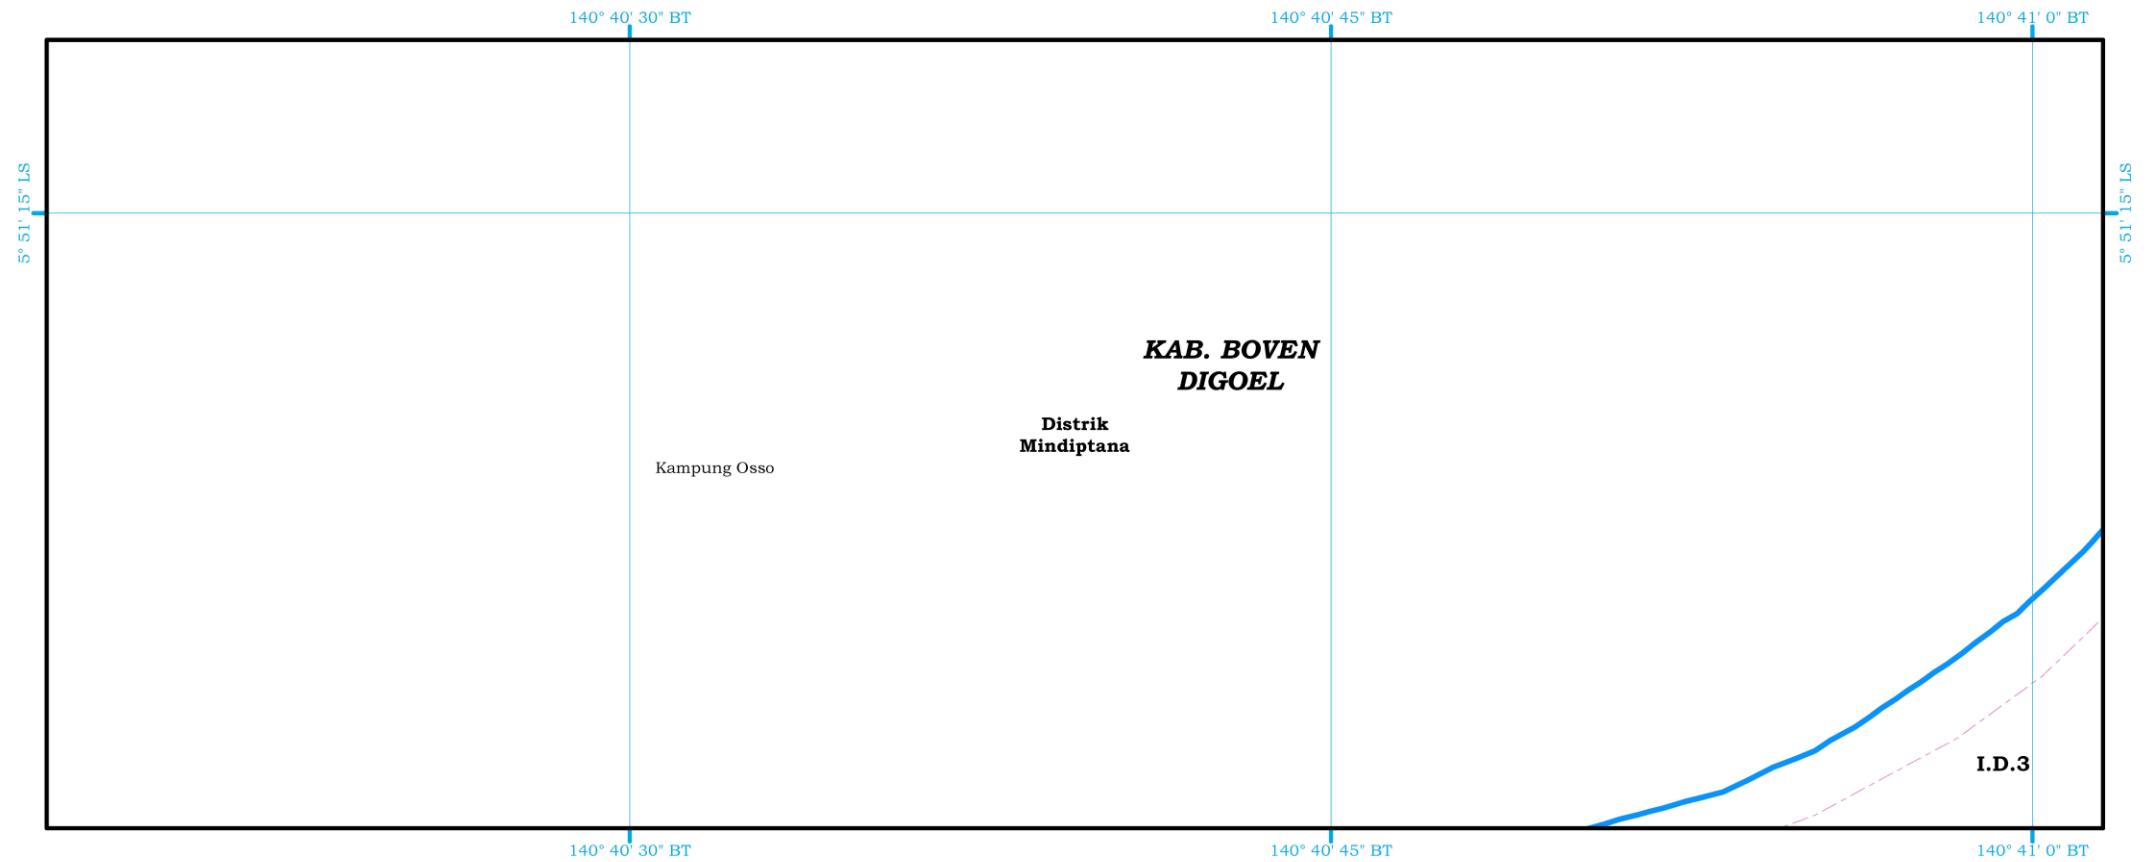 140° 40' 30" BT
140° 40' 45" BT
140° 41' 0" BT
5° 51' 15" LS
5° 51' 15" LS
KAB. BOVEN
DIGOEL
Distrik
Mindiptana
Kampung Osso
I.D.3
140° 40' 30" BT
140° 40' 45" BT
140° 41' 0" BT